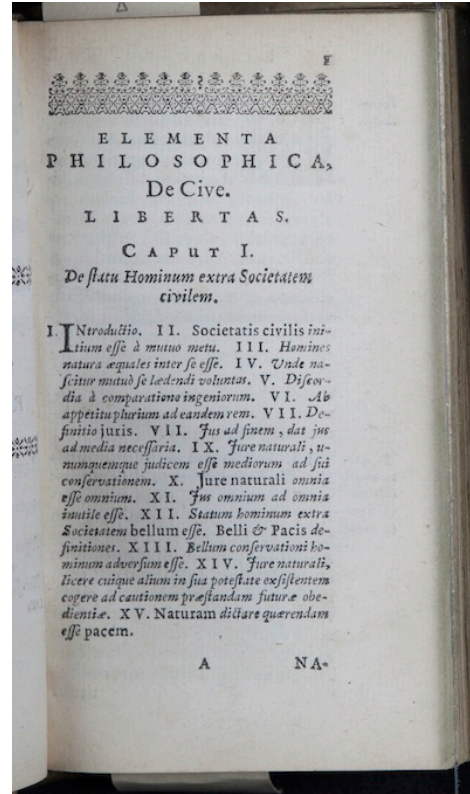 I
ELEMENTA
PHILOSOPHICA,
De Cive.
LIBERTAS.
CAPUT I.
De ſtatu Hominum extra Societatem
civilem.
I. INtroductio. II. Societatis civilis ini-
tium eſſe à mutuo metu. III. Homines
natura æquales inter ſe eſſe. IV. Unde na-
ſcitur mutuò ſe lædendi voluntas. V. Diſcor-
dia à comparatione ingeniorum. VI. Ab
appetitu plurium ad eandem rem. VII. De-
finitio juris. VII. Jus ad finem, dat jus
ad media neceſſaria. IX. Jure naturali, u-
numquemque judicem eſſe mediorum ad ſui
conſervationem. X. Jure naturali omnia
eſſe omnium. XI. Jus omnium ad omnia
inutile eſſe. XII. Statum hominum extra
Societatem bellum eſſe. Belli & Pacis de-
finitiones. XIII. Bellum conſervationi ho-
minum adverſum eſſe. XIV. Jure naturali,
licere cuique alium in ſua poteſtate exſiſtentem
cogere ad cautionem præſtandam futuræ obe-
dientiæ. XV. Naturam dictare quærendam
eſſe pacem.
A NA-